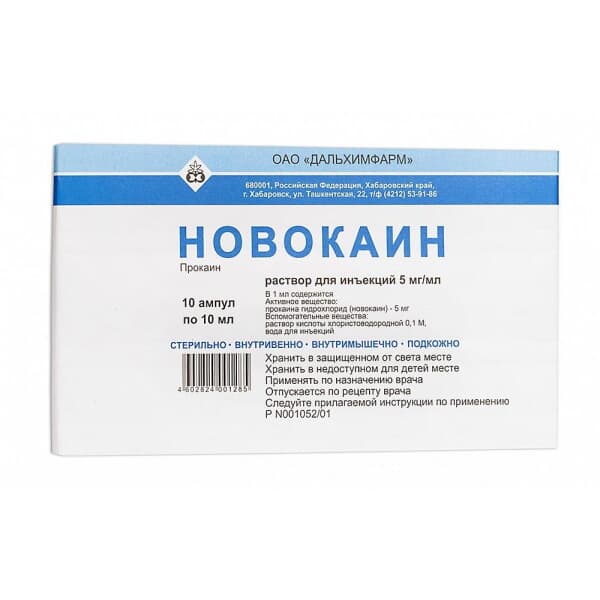 ОАО «ДАЛЬХИМФАРМ»
680001, Российская Федерация, Хабаровский край,
г. Хабаровск, ул. Ташкентская, 22, т/ф (4212) 53-91-86
НОВОКАИН
Прокаин
раствор для инъекций 5 мг/мл
10 ампул
по 10 мл
В 1 мл содержится
Активное вещество:
прокаина гидрохлорид (новокаин) - 5 мг
Вспомогательные вещества:
раствор кислоты хлористоводородной 0,1 М,
вода для инъекций
СТЕРИЛЬНО • ВНУТРИВЕННО • ВНУТРИМЫШЕЧНО • ПОДКОЖНО
Хранить в защищенном от света месте
Хранить в недоступном для детей месте
Применять по назначению врача
Отпускается по рецепту врача
Следуйте прилагаемой инструкции по применению
Р N001052/01
4 602824 001285